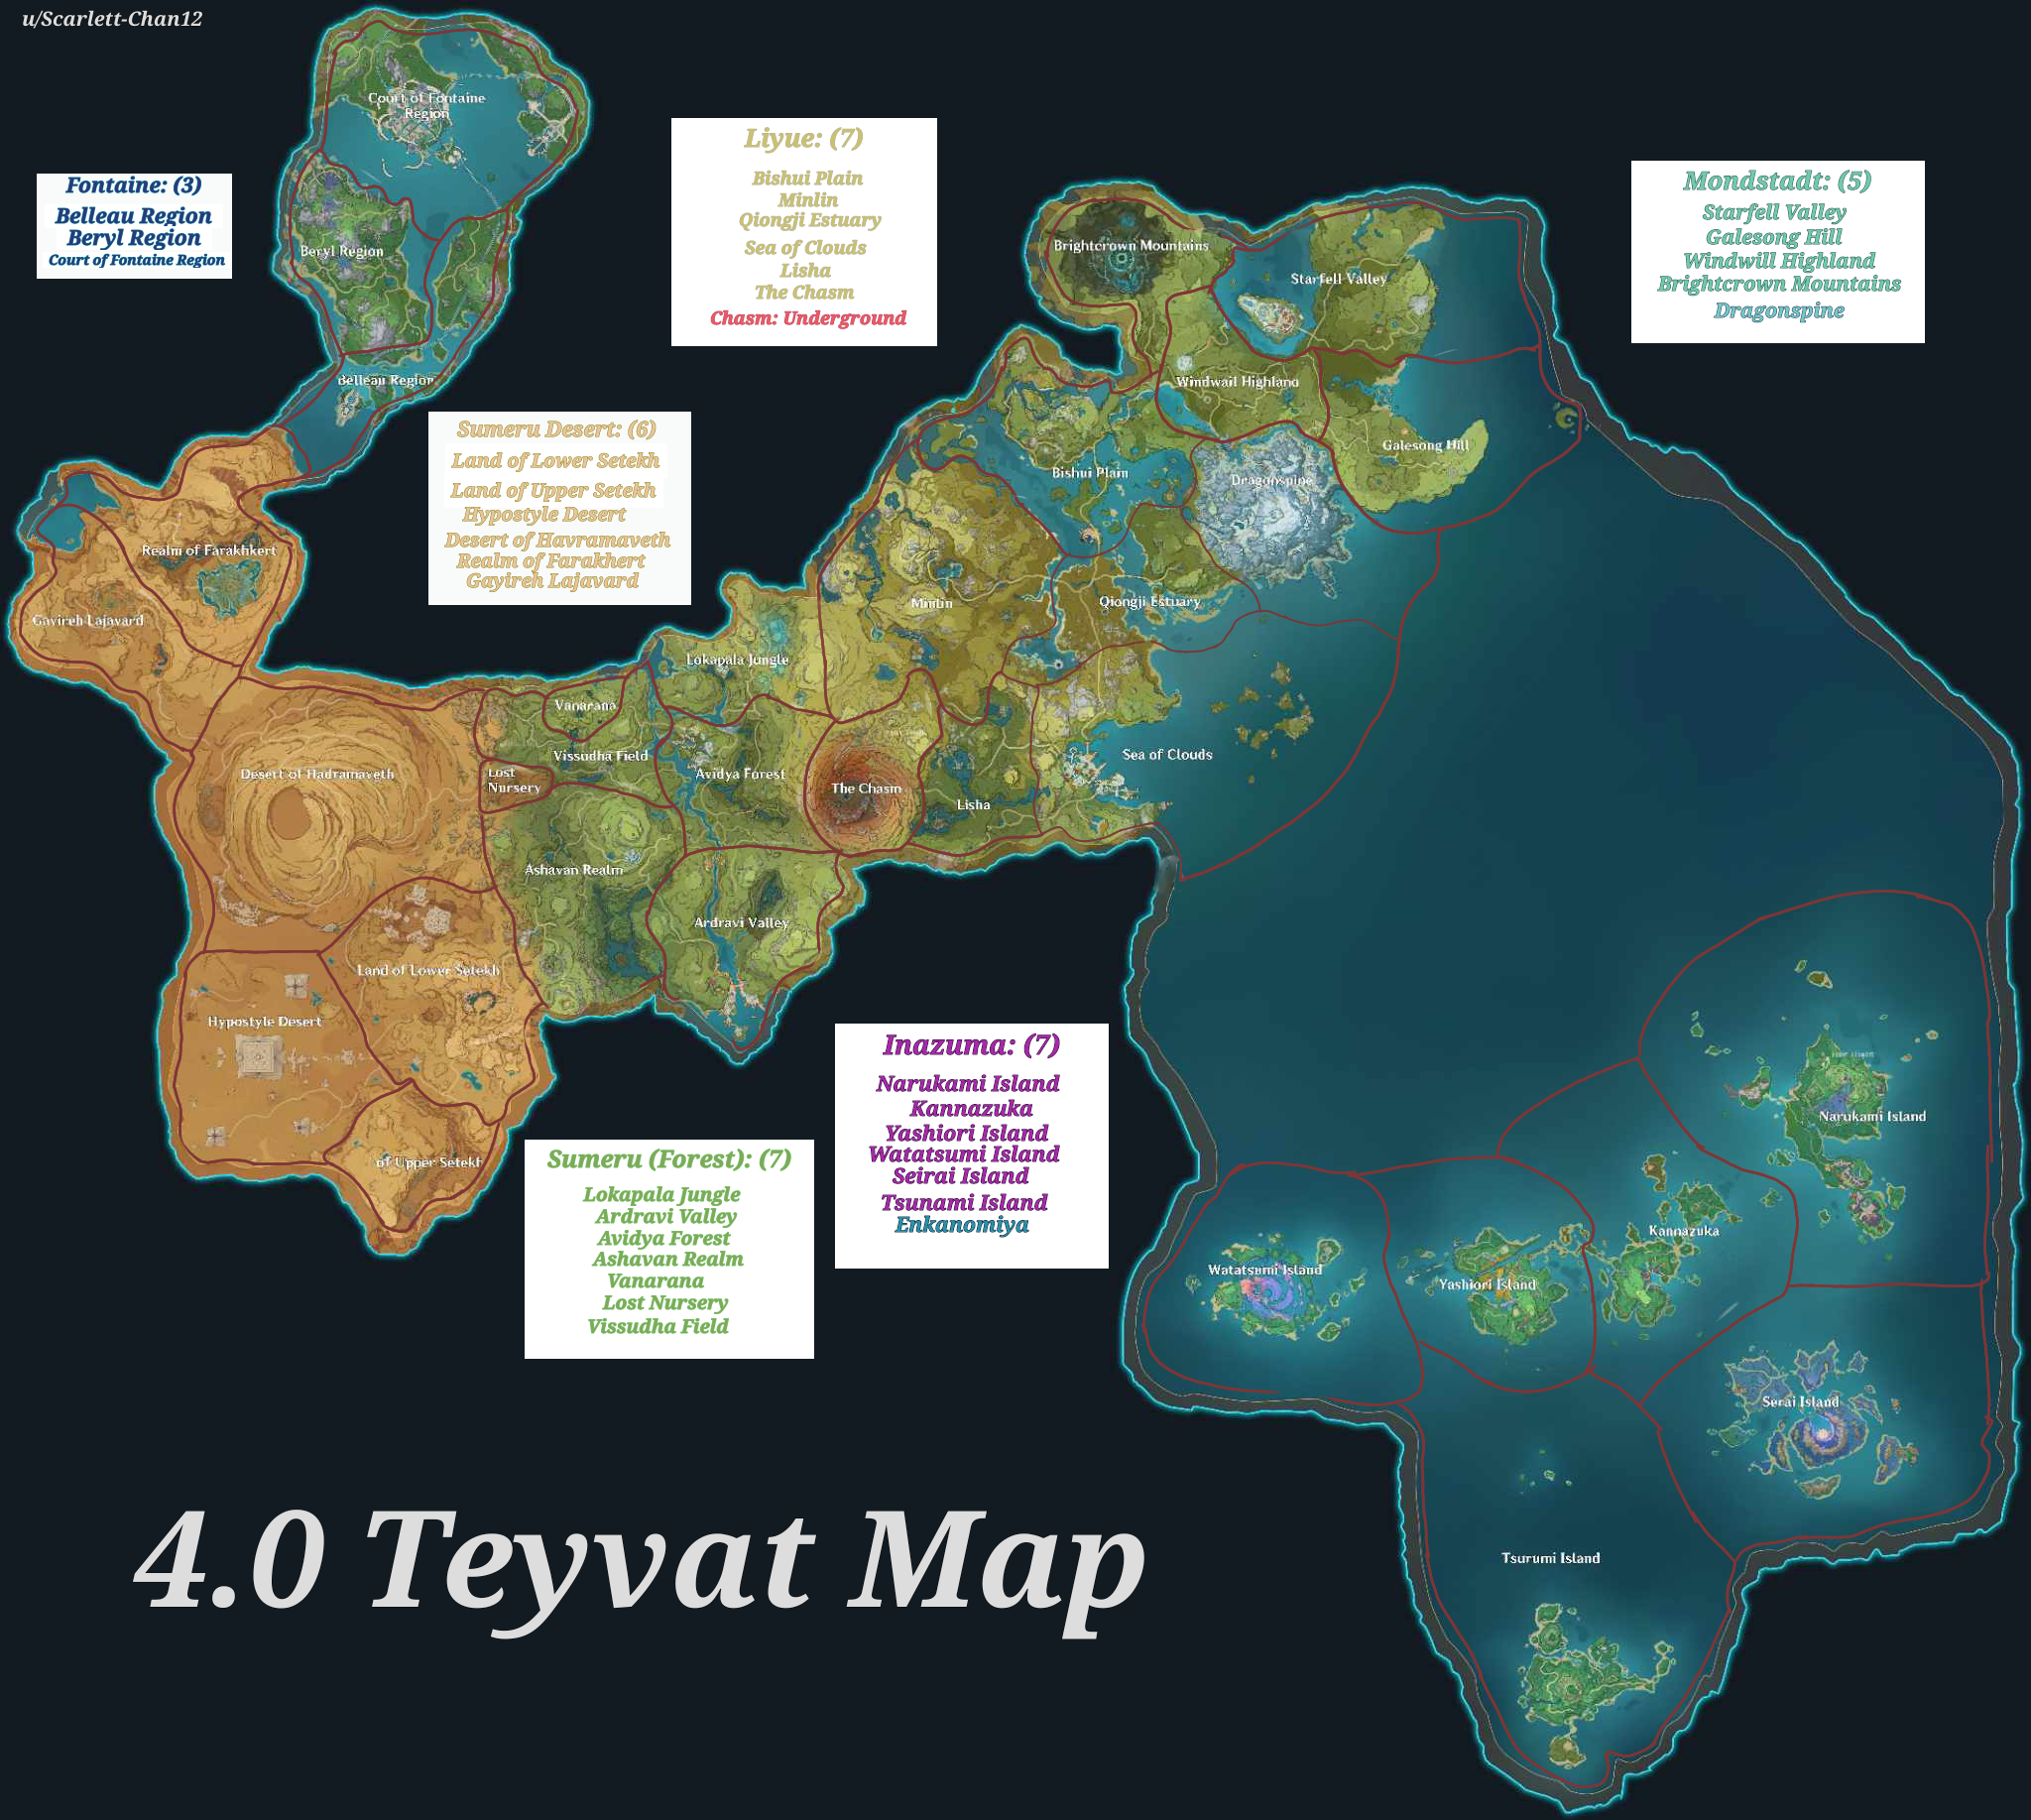 u/Scarlett-Chan12
Court of Fontaine
Region
Beryl Region
Belleau Region
Fontaine: (3)
Belleau Region
Beryl Region
Court of Fontaine Region
Liyue: (7)
Bishui Plain
Minlin
Qiongji Estuary
Sea of Clouds
Lisha
The Chasm
Chasm: Underground
Mondstadt: (5)
Starfell Valley
Galesong Hill
Windwill Highland
Brightcrown Mountains
Dragonspine
Brightcrown Mountains
Starfell Valley
Windwail Highland
Galesong Hill
Dragonspine
Bishui Plain
Sumeru Desert: (6)
Land of Lower Setekh
Land of Upper Setekh
Hypostyle Desert
Desert of Havramaveth
Realm of Farakhert
Gayireh Lajavard
Realm of Farakhkert
Gavireh Lajavard
Minlin
Qiongji Estuary
Lokapala Jungle
Vanarana
Vissudha Field
Lost
Nursery
Avidya Forest
The Chasm
Lisha
Sea of Clouds
Desert of Hadramaveth
Ashavan Realm
Ardravi Valley
Land of Lower Setekh
Hypostyle Desert
of Upper Setekh
Inazuma: (7)
Narukami Island
Kannazuka
Yashiori Island
Watatsumi Island
Seirai Island
Tsunami Island
Enkanomiya
Sumeru (Forest): (7)
Lokapala Jungle
Ardravi Valley
Avidya Forest
Ashavan Realm
Vanarana
Lost Nursery
Vissudha Field
Narukami Island
Kannazuka
Watatsumi Island
Yashiori Island
Serai Island
Tsurumi Island
4.0 Teyvat Map